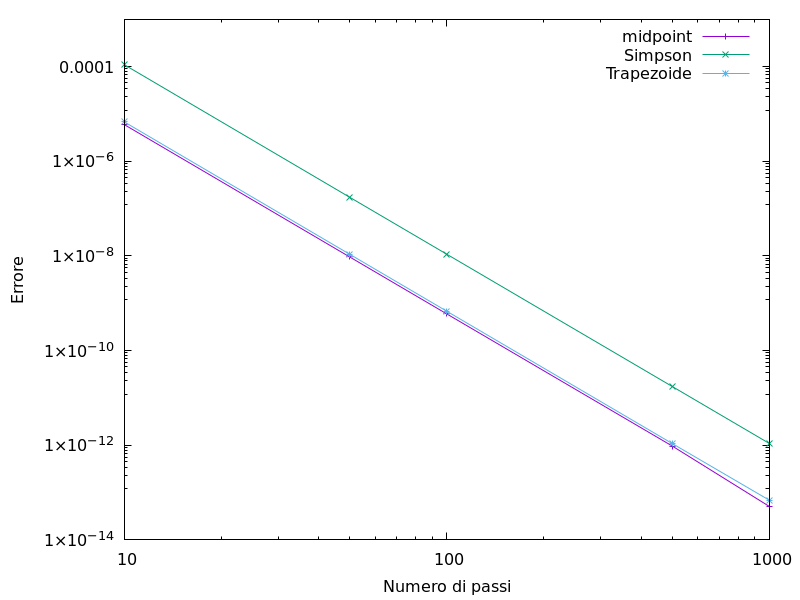 midpoint
Simpson
Trapezoide
0.0001
1×10⁻⁶
1×10⁻⁸
1×10⁻¹⁰
1×10⁻¹²
1×10⁻¹⁴
Errore
10
100
1000
Numero di passi